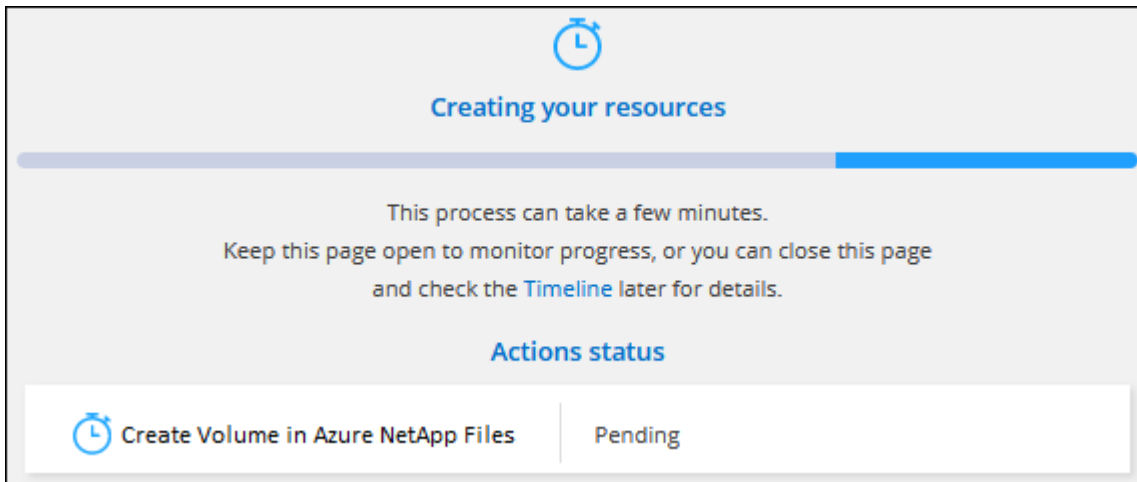 Creating your resources
This process can take a few minutes.
Keep this page open to monitor progress, or you can close this page
and check the Timeline later for details.
Actions status
Create Volume in Azure NetApp Files Pending